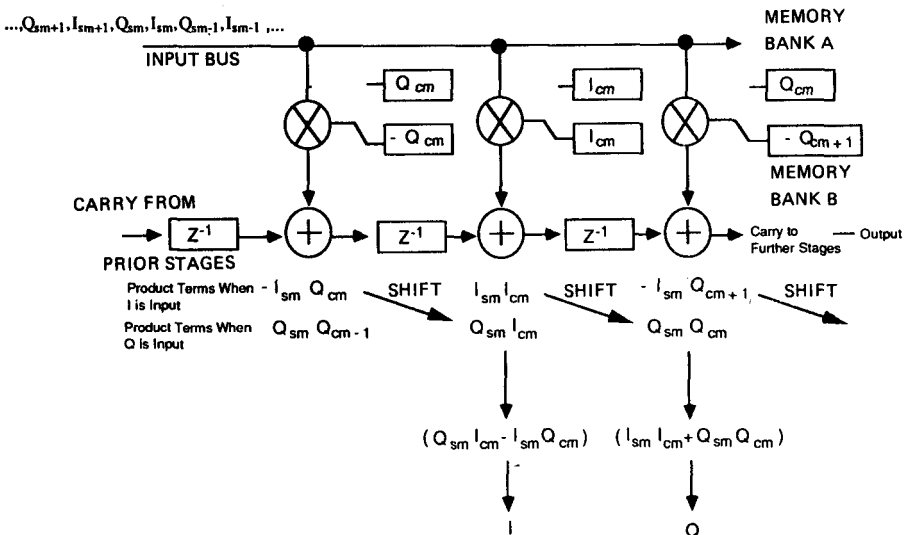 ...,Qsm+1,Ism+1,Qsm,Ism,Qsm-1,Ism-1,...
MEMORY
BANK A
INPUT BUS
Qcm
Icm
Qcm
- Qcm
Icm
- Qcm+1
MEMORY
BANK B
CARRY FROM
Z-1
+
Z-1
+
Z-1
+
Carry to
Further Stages
Output
PRIOR STAGES
Product Terms When
I is Input
- Ism Qcm
SHIFT
Ism Icm
SHIFT
- Ism Qcm+1
SHIFT
Product Terms When
Q is Input
Qsm Qcm-1
Qsm Icm
Qsm Qcm
(Qsm Icm - Ism Qcm)
(Ism Icm + Qsm Qcm)
I
Q